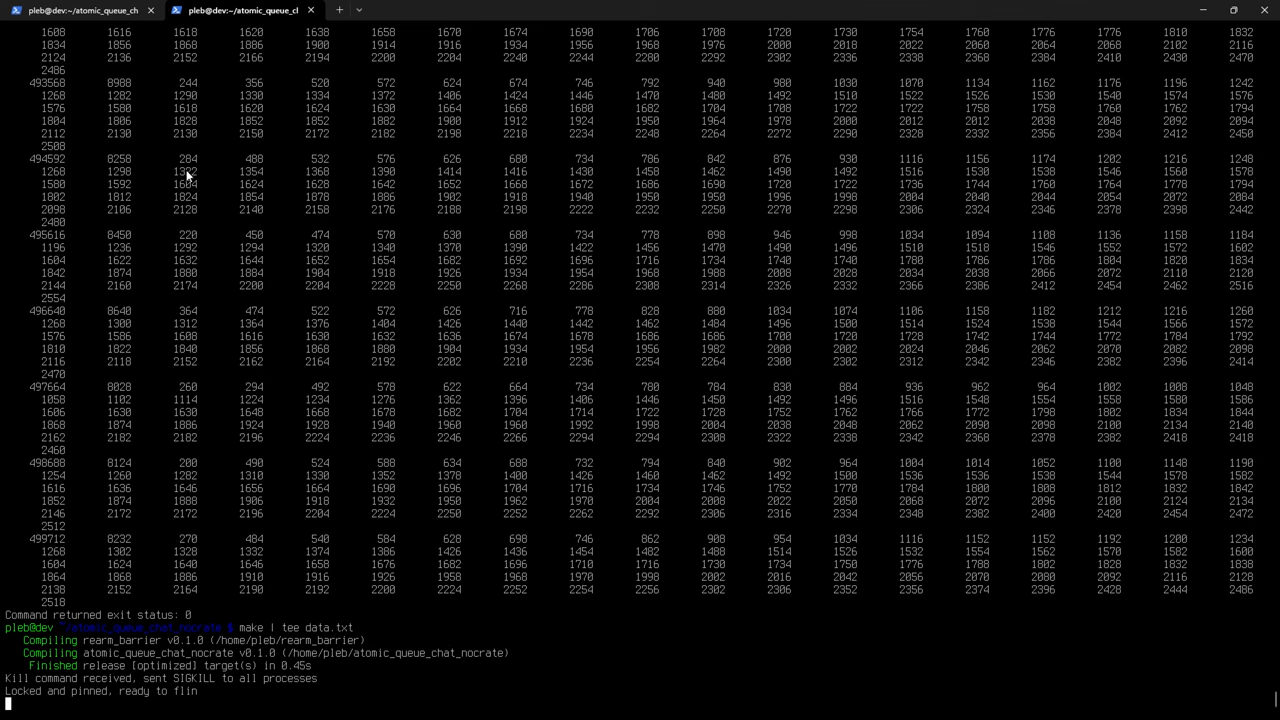 pleb@dev:~/atomic_queue_ch
pleb@dev:~/atomic_queue_cl
1608 1616 1618 1620 1638 1658 1670 1674 1690 1706 1708 1720 1730 1754 1760 1776 1776 1810 1832
1834 1856 1868 1886 1900 1914 1916 1934 1956 1968 1976 2000 2018 2022 2060 2064 2068 2102 2116
2124 2136 2152 2166 2194 2200 2204 2240 2244 2280 2292 2302 2336 2338 2368 2384 2410 2430 2470
2486
493568 8988 244 356 520 572 624 674 746 792 940 980 1030 1070 1134 1162 1176 1196 1242
1268 1282 1290 1330 1334 1372 1406 1424 1446 1470 1480 1492 1510 1522 1526 1530 1540 1574 1576
1576 1580 1618 1620 1624 1630 1664 1668 1680 1682 1704 1708 1722 1722 1758 1758 1760 1762 1794
1804 1806 1828 1852 1852 1882 1900 1912 1924 1950 1964 1978 2000 2012 2012 2038 2048 2092 2094
2112 2130 2130 2150 2172 2182 2198 2218 2234 2248 2264 2272 2290 2328 2332 2356 2384 2412 2450
2508
494592 8258 284 488 532 576 626 680 734 786 842 876 930 1116 1156 1174 1202 1216 1248
1268 1298 1354 1368 1390 1414 1416 1430 1458 1462 1490 1492 1516 1530 1538 1546 1560 1578
1580 1592 1604 1624 1628 1642 1652 1668 1672 1686 1690 1720 1722 1736 1744 1760 1764 1778 1794
1802 1812 1824 1854 1878 1886 1902 1918 1940 1950 1950 1996 1998 2004 2040 2044 2054 2072 2084
2098 2106 2128 2140 2158 2176 2188 2198 2222 2232 2250 2270 2298 2306 2324 2346 2378 2398 2442
2480
495616 8450 220 450 474 570 630 680 734 778 898 946 998 1034 1094 1108 1136 1158 1184
1196 1236 1292 1294 1320 1340 1370 1390 1422 1456 1470 1490 1496 1510 1518 1546 1552 1572 1602
1604 1622 1632 1644 1652 1654 1682 1692 1696 1716 1734 1740 1740 1780 1786 1786 1804 1820 1834
1842 1874 1880 1884 1904 1918 1926 1934 1954 1968 1988 2008 2028 2034 2038 2066 2072 2110 2120
2144 2160 2174 2200 2204 2228 2250 2268 2286 2308 2314 2326 2332 2366 2386 2412 2454 2462 2516
2554
496640 8640 364 474 522 572 626 716 778 828 880 1034 1074 1106 1158 1182 1212 1216 1260
1268 1300 1312 1364 1376 1404 1426 1440 1442 1462 1484 1496 1500 1514 1524 1538 1544 1566 1572
1576 1586 1608 1616 1630 1632 1636 1674 1678 1686 1686 1700 1720 1728 1742 1744 1772 1784 1792
1810 1822 1840 1856 1868 1880 1904 1934 1954 1956 1982 2000 2002 2024 2046 2062 2070 2082 2098
2116 2118 2152 2162 2164 2192 2202 2210 2236 2254 2264 2300 2302 2312 2342 2346 2382 2396 2414
2470
497664 8028 260 294 492 578 622 664 734 780 784 830 884 936 962 964 1002 1008 1048
1058 1102 1114 1224 1234 1276 1362 1396 1406 1446 1450 1492 1496 1516 1548 1554 1558 1580 1586
1606 1630 1630 1648 1668 1678 1682 1704 1714 1722 1728 1752 1762 1766 1772 1798 1802 1834 1844
1868 1874 1886 1924 1928 1940 1960 1960 1992 1998 2004 2038 2048 2062 2090 2098 2100 2134 2140
2162 2182 2182 2196 2224 2236 2246 2266 2294 2294 2308 2322 2338 2342 2368 2378 2382 2418 2418
2460
498688 8124 200 490 524 588 634 688 732 794 840 902 964 1004 1014 1052 1100 1148 1190
1254 1260 1282 1310 1330 1352 1378 1400 1426 1460 1462 1492 1500 1536 1536 1538 1544 1578 1582
1616 1636 1646 1656 1664 1690 1696 1704 1716 1734 1746 1752 1770 1784 1800 1808 1812 1832 1842
1852 1874 1888 1906 1918 1932 1950 1962 1970 2004 2008 2022 2050 2068 2072 2096 2100 2124 2134
2146 2172 2172 2196 2204 2224 2250 2252 2262 2292 2306 2316 2334 2348 2382 2400 2420 2454 2472
2512
499712 8232 270 484 540 584 628 698 746 862 908 954 1034 1116 1152 1152 1192 1200 1234
1268 1302 1328 1332 1374 1386 1426 1436 1454 1482 1488 1514 1526 1532 1554 1562 1570 1582 1600
1604 1624 1640 1646 1658 1676 1682 1696 1710 1716 1730 1734 1750 1776 1788 1802 1828 1832 1838
1864 1868 1886 1910 1916 1926 1958 1968 1970 1998 2002 2016 2042 2056 2070 2080 2092 2116 2128
2138 2152 2164 2190 2192 2200 2224 2252 2254 2256 2290 2306 2352 2356 2374 2396 2428 2444 2486
2518
Command returned exit status: 0
pleb@dev ~/atomic_queue_chat_nocrate $ make | tee data.txt
Compiling rearm_barrier v0.1.0 (/home/pleb/rearm_barrier)
Compiling atomic_queue_chat_nocrate v0.1.0 (/home/pleb/atomic_queue_chat_nocrate)
Finished release [optimized] target(s) in 0.45s
Kill command received, sent SIGKILL to all processes
Locked and pinned, ready to flin